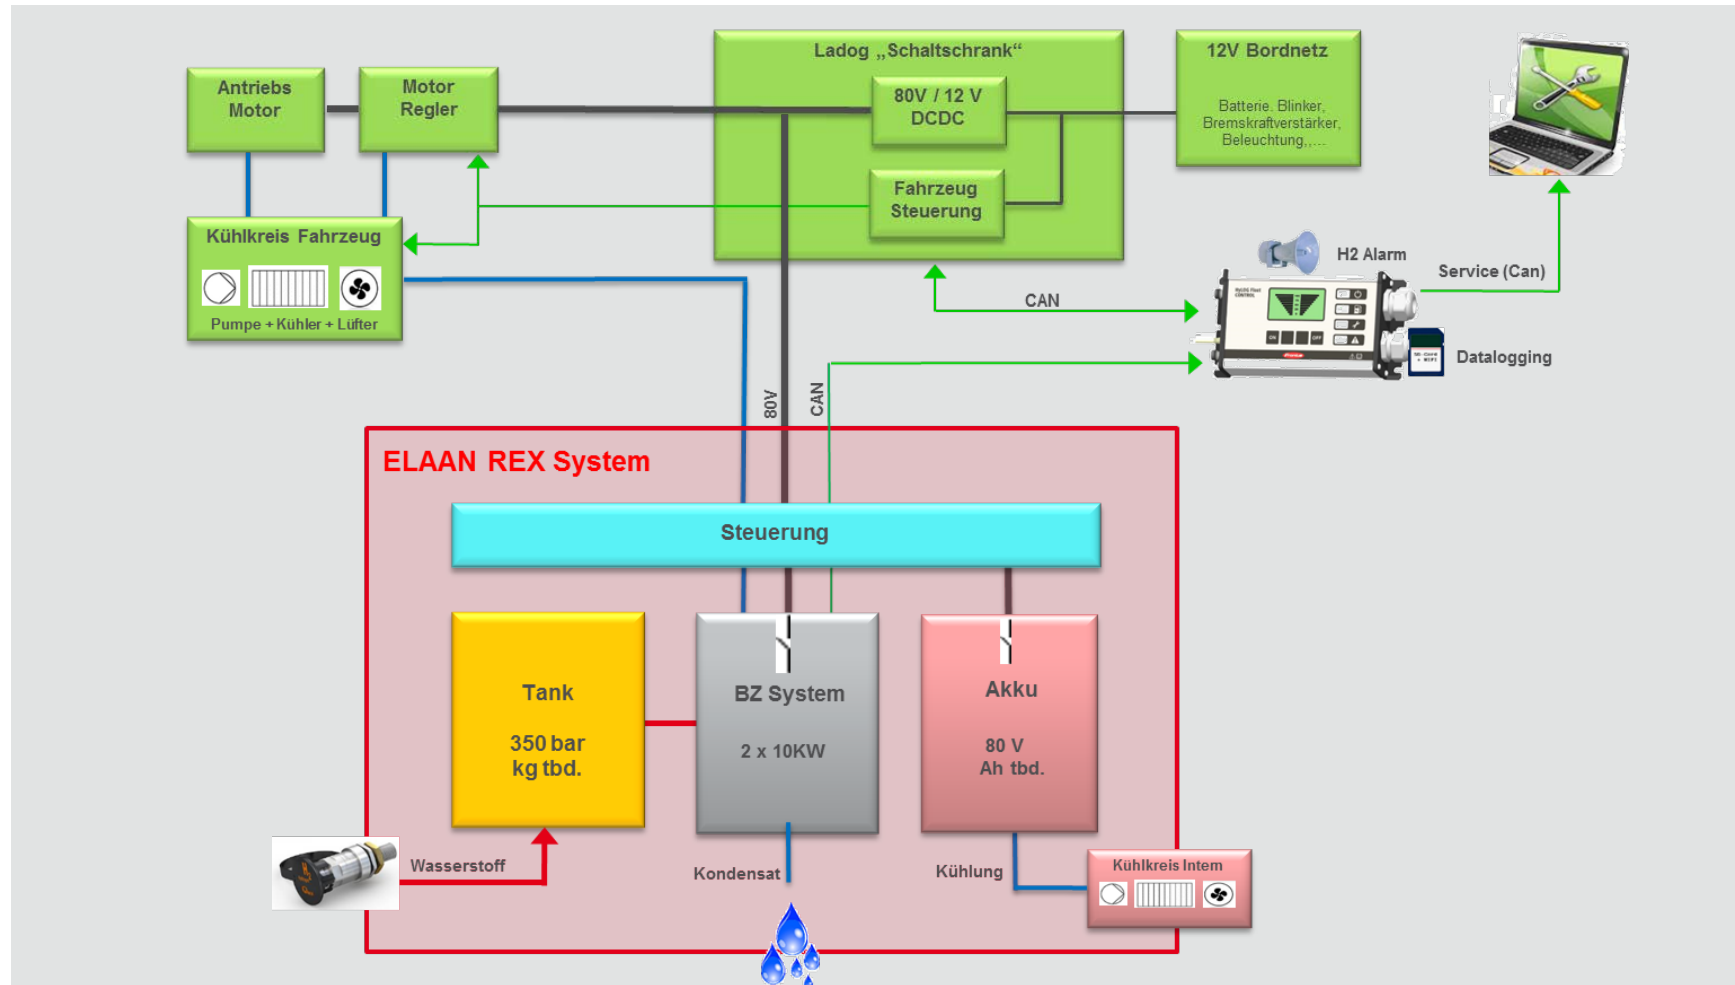 Ladog „Schaltschrank“
12V Bordnetz
Antriebs
Motor
Motor
Regler
80V / 12 V
DCDC
Batterie. Blinker,
Bremskraftverstärker,
Beleuchtung,,...
Fahrzeug
Steuerung
Kühlkreis Fahrzeug
Pumpe + Kühler + Lüfter
H2 Alarm
Service (Can)
CAN
ON
OFF
Datalogging
80V
CAN
ELAAN REX System
Steuerung
Tank
350 bar
kg tbd.
BZ System
2 x 10KW
Akku
80 V
Ah tbd.
Wasserstoff
Kondensat
Kühlung
Kühlkreis Intern